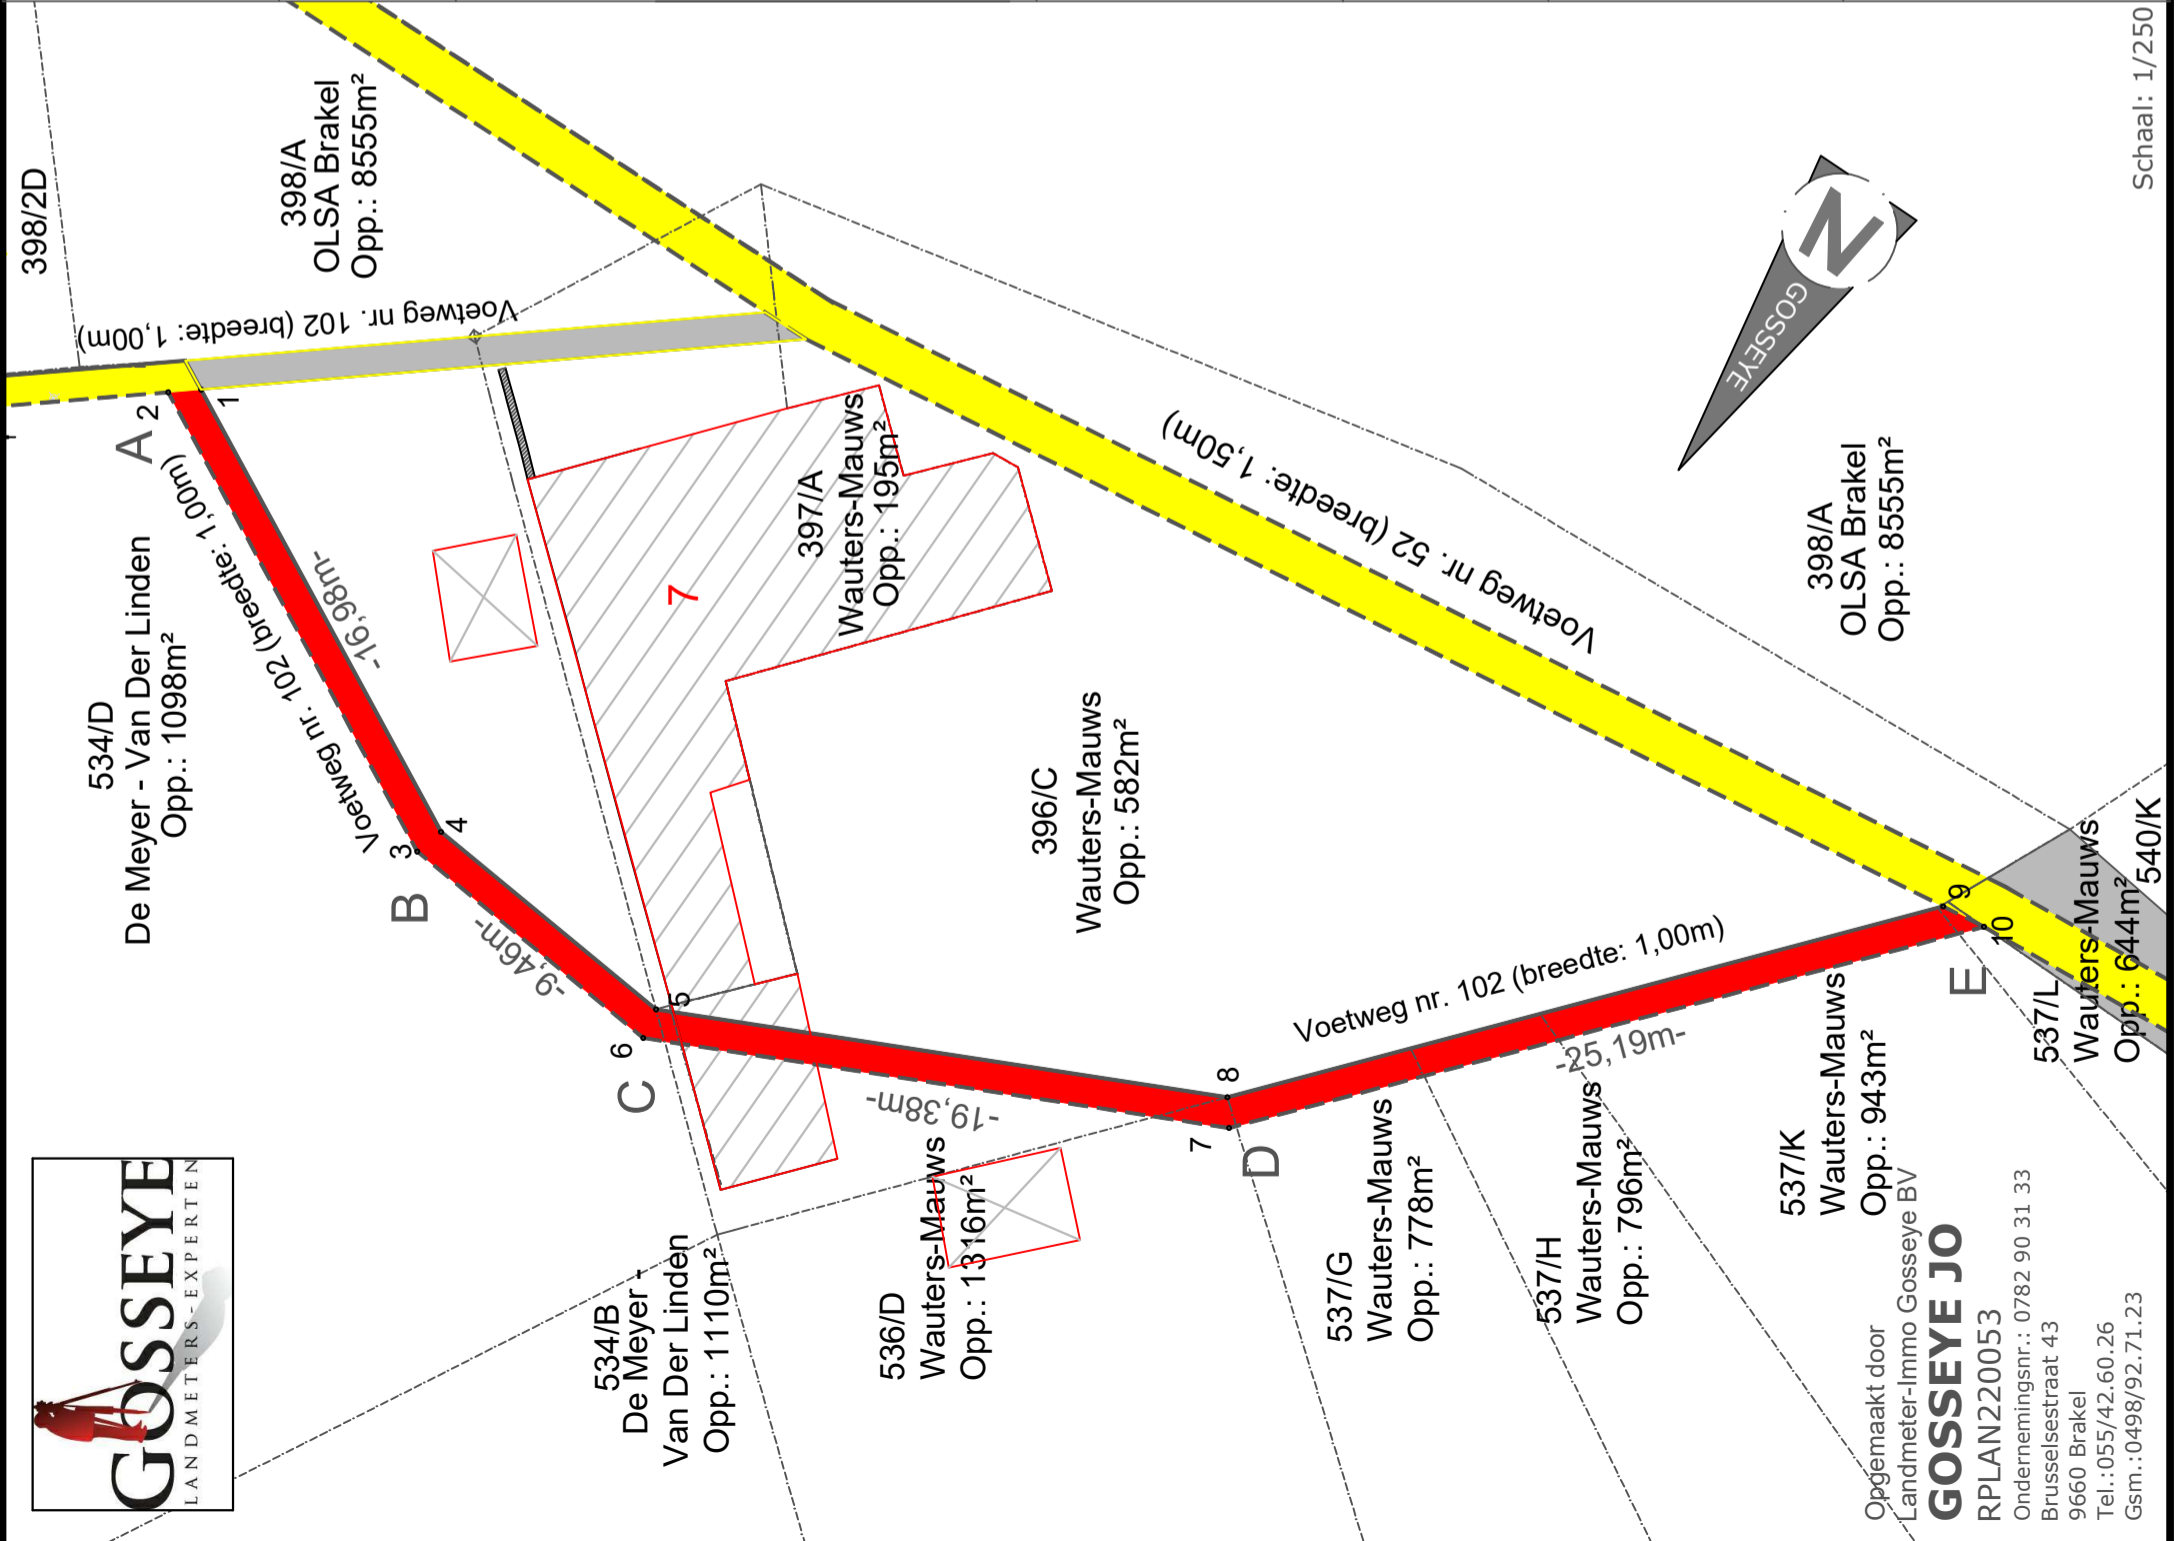 GOSSEYE
LANDMETERS-EXPERTEN
534/D
De Meyer - Van Der Linden
Opp.: 1098m²
398/2D
398/A
OLSA Brakel
Opp.: 8555m²
Voetweg nr. 102 (breedte: 1,00m)
A
2
1
Voetweg nr. 102 (breedte: 1,00m)
-16,98m-
B
3
4
-9,46m-
C
6
5
7
397/A
Wauters-Mauws
Opp.: 195m²
396/C
Wauters-Mauws
Opp.: 582m²
Voetweg nr. 52 (breedte: 1,50m)
-19,38m-
7
8
D
534/B
De Meyer -
Van Der Linden
Opp.: 1110m²
536/D
Wauters-Mauws
Opp.: 1316m²
537/G
Wauters-Mauws
Opp.: 778m²
537/H
Wauters-Mauws
Opp.: 796m²
Voetweg nr. 102 (breedte: 1,00m)
-25,19m-
537/K
Wauters-Mauws
Opp.: 943m²
E
9
10
537/L
Wauters-Mauws
Opp.: 644m²
540/K
398/A
OLSA Brakel
Opp.: 8555m²
N
GOSSEYE
Schaal: 1/250
Opgemaakt door
Landmeter-Immo Gosseye BV
GOSSEYE JO
RPLAN220053
Ondernemingsnr.: 0782 90 31 33
Brusselsestraat 43
9660 Brakel
Tel.:055/42.60.26
Gsm.:0498/92.71.23